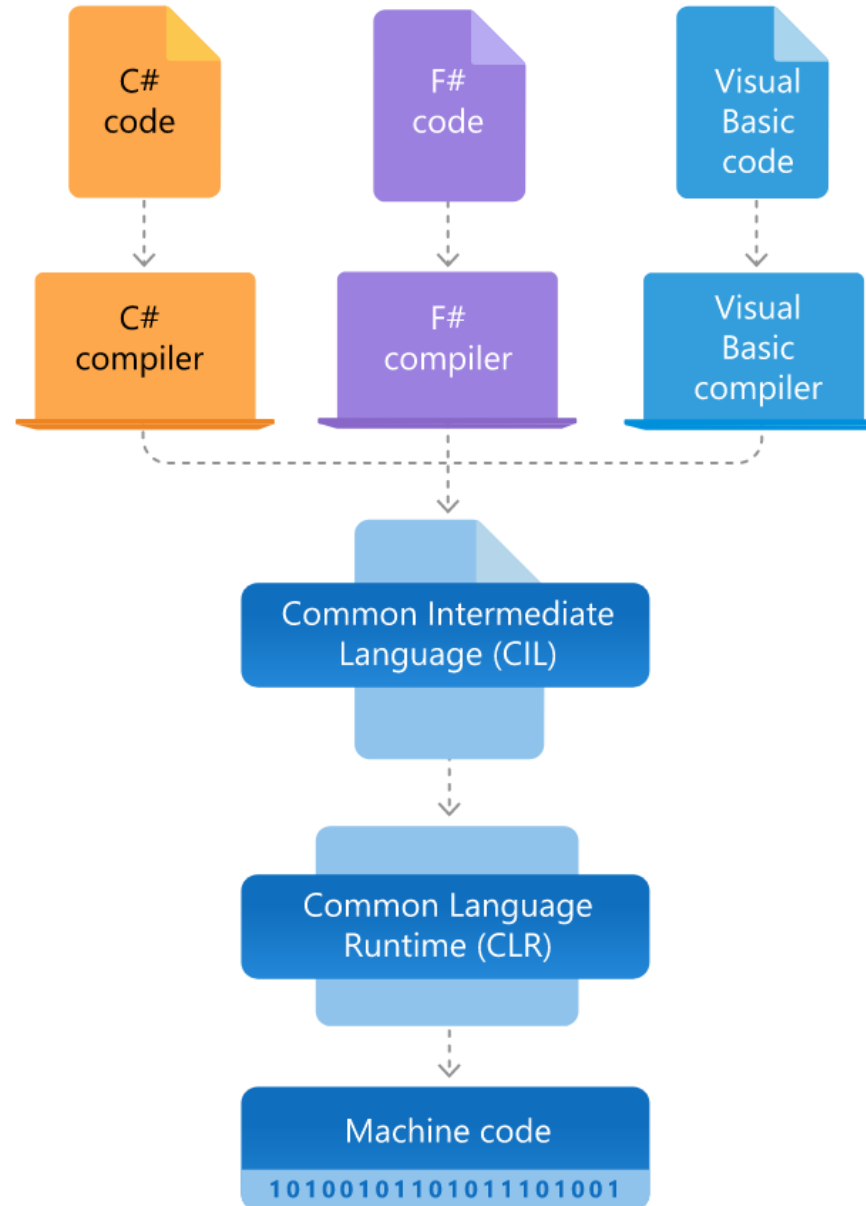 C#
code
F#
code
Visual
Basic
code
C#
compiler
F#
compiler
Visual
Basic
compiler
Common Intermediate
Language (CIL)
Common Language
Runtime (CLR)
Machine code
101001011010111101001